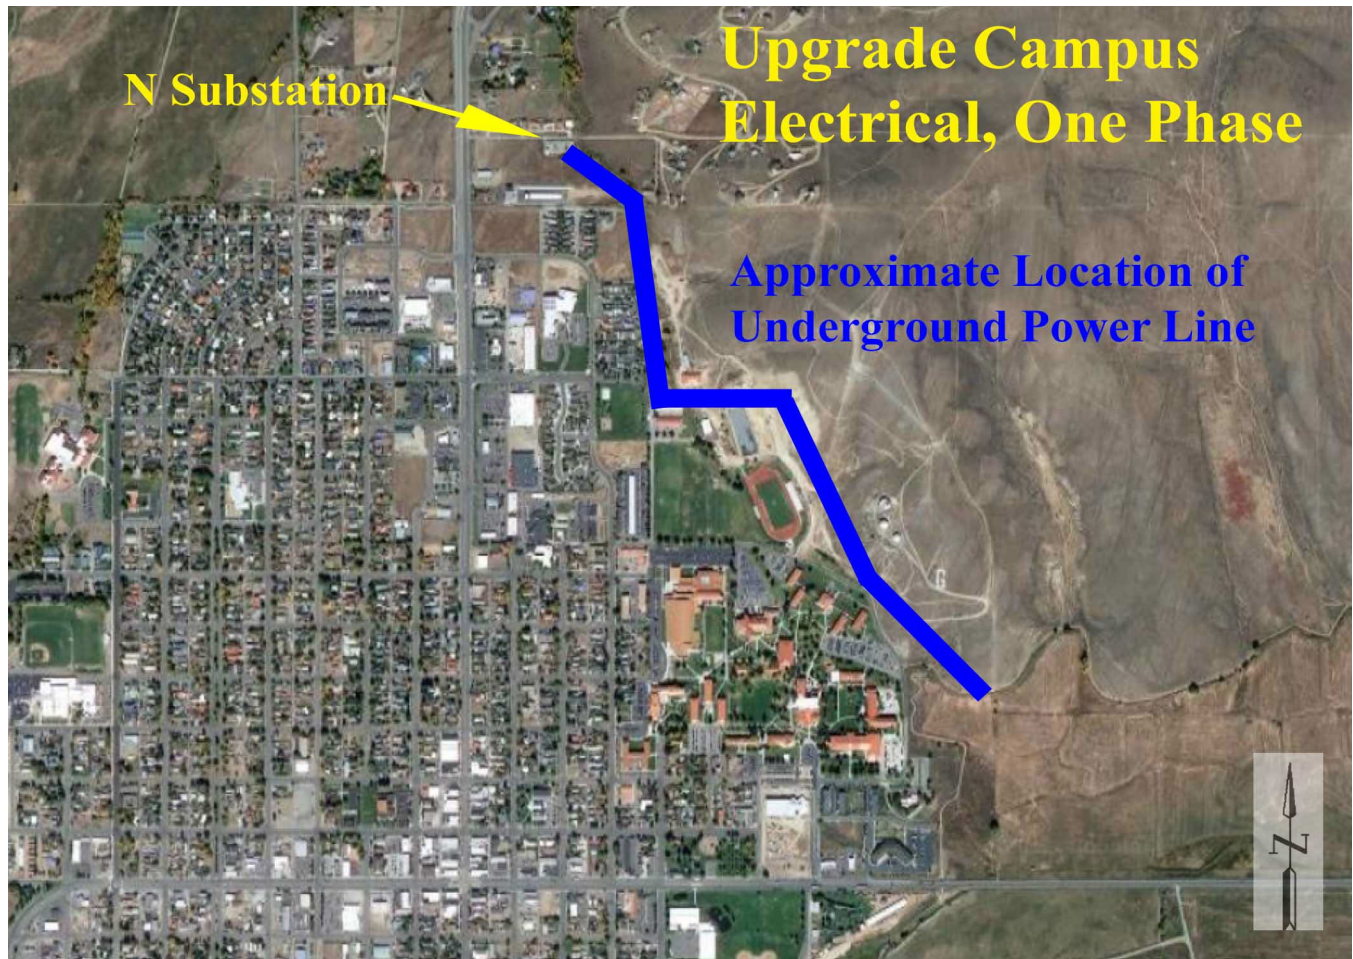 Upgrade Campus
Electrical, One Phase
N Substation
Approximate Location of
Underground Power Line
G
N